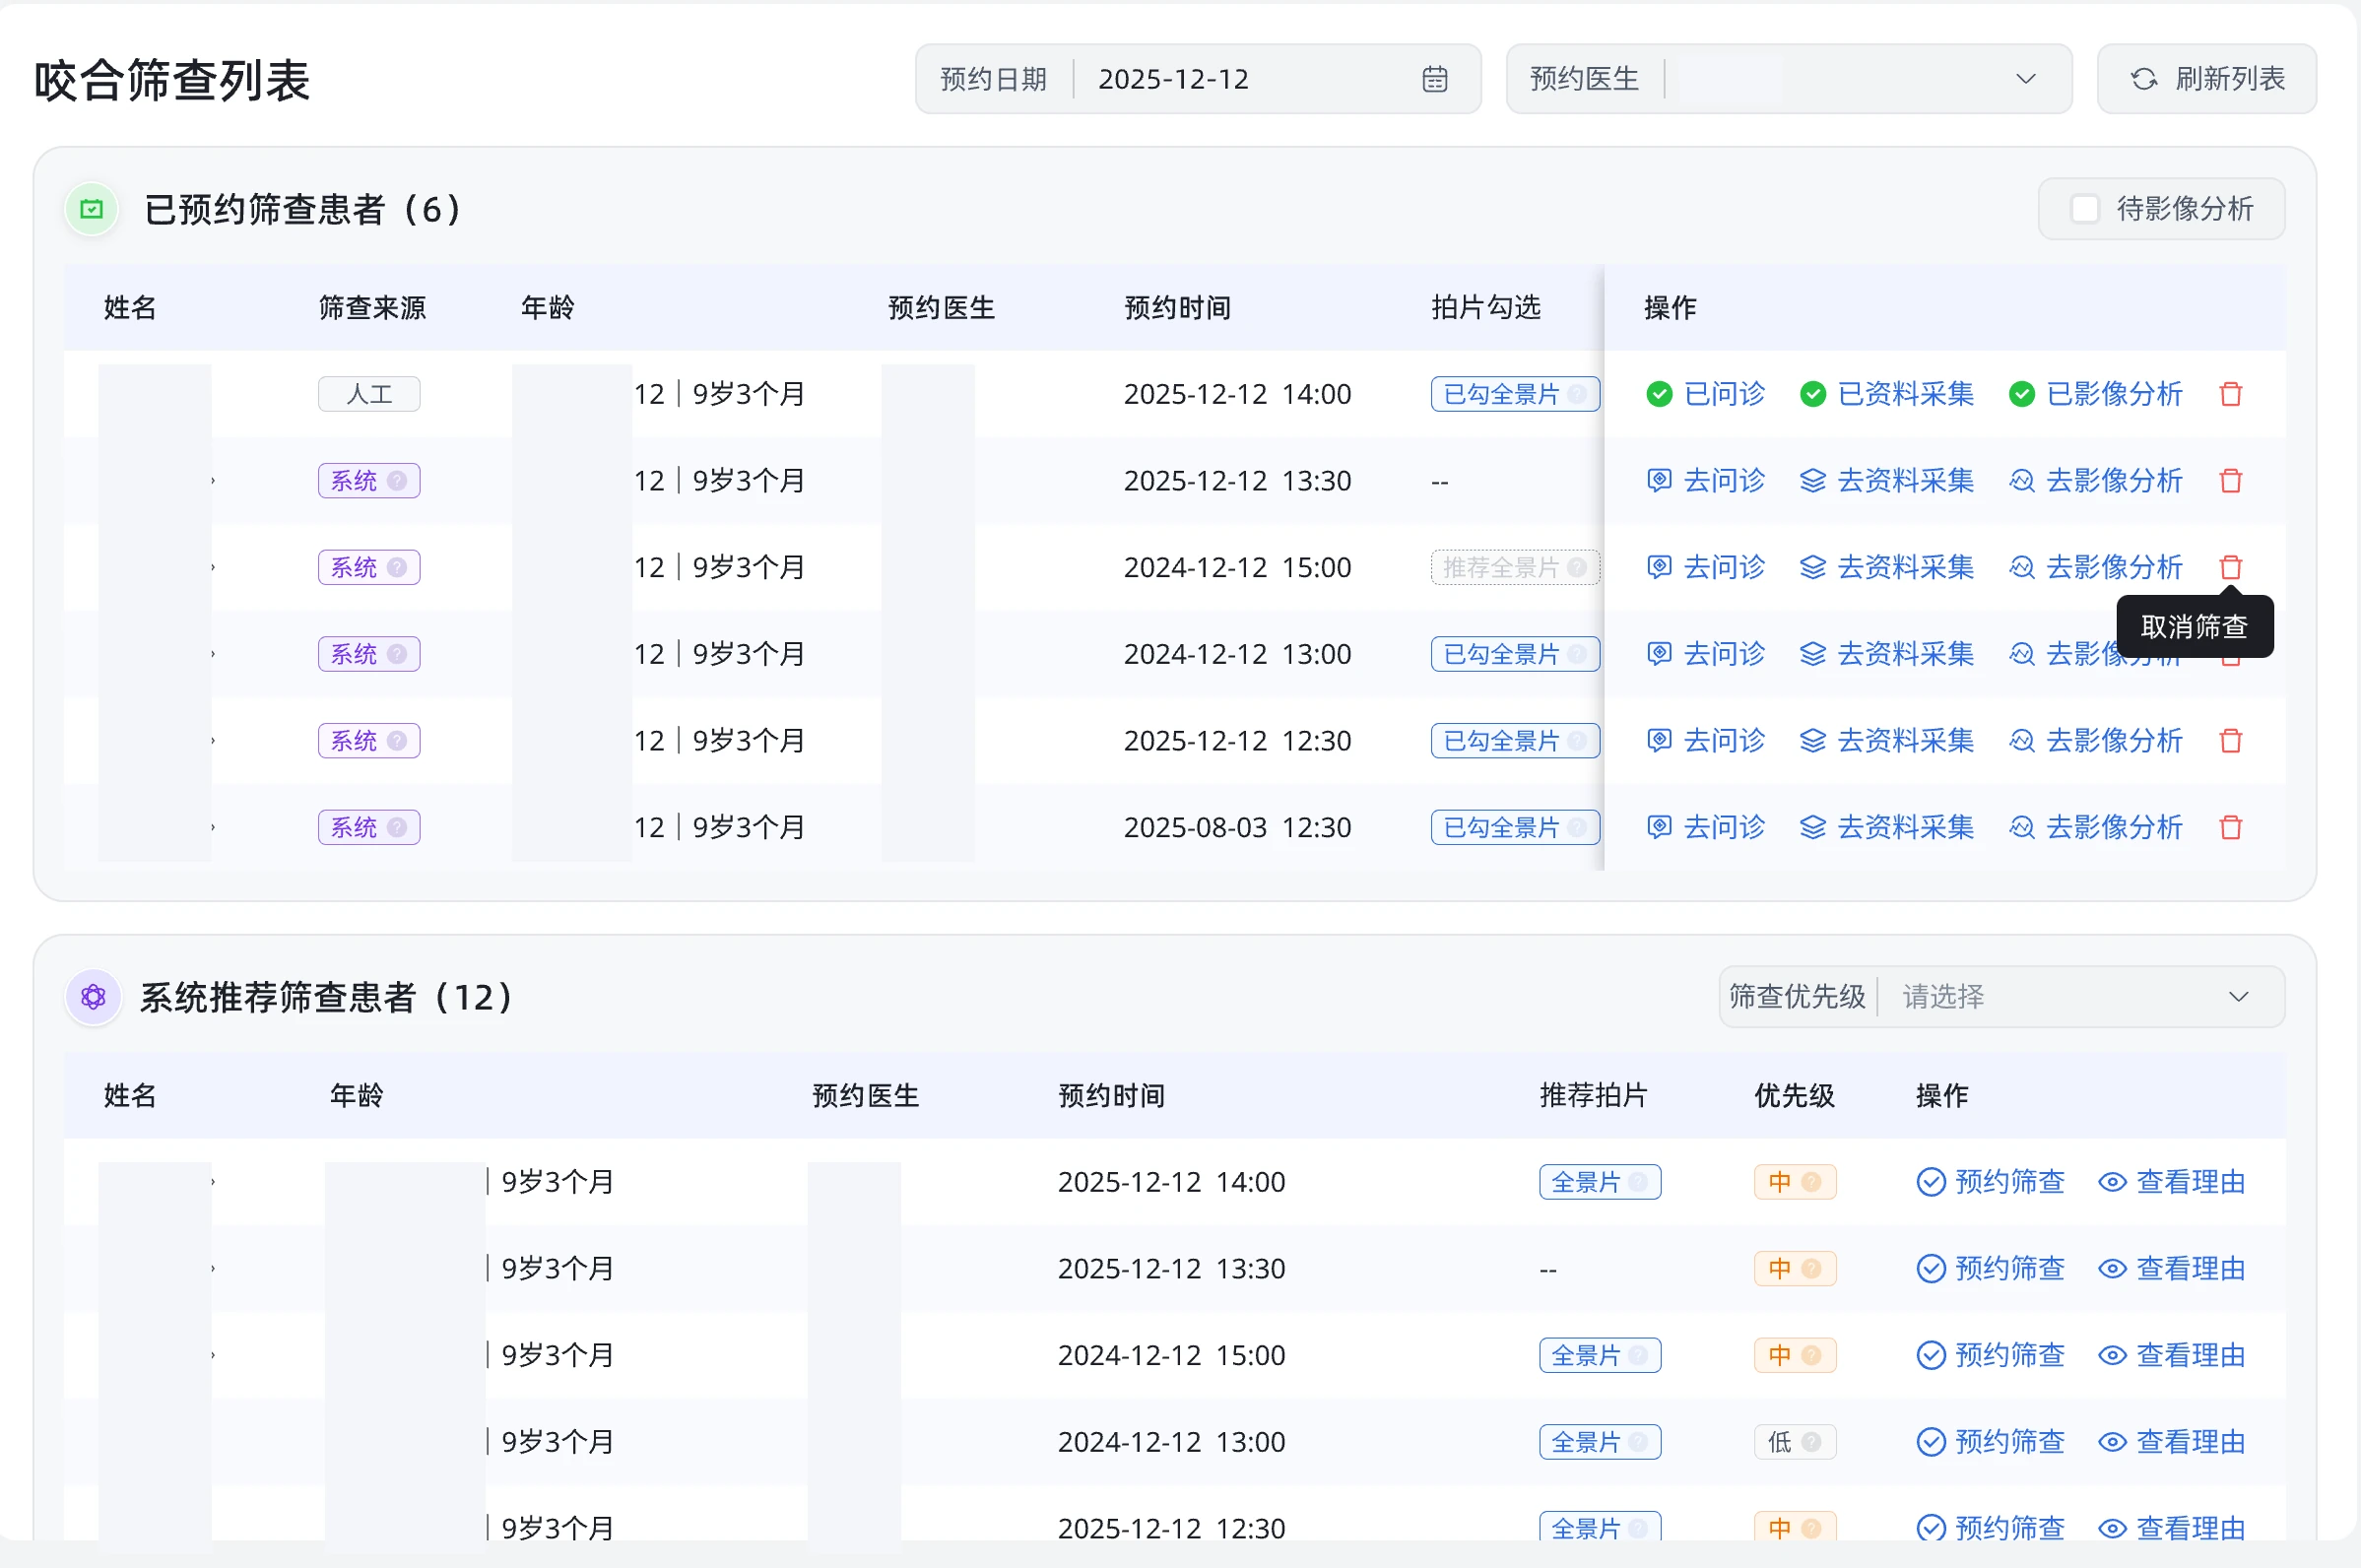 咬合筛查列表 预约日期 2025-12-12 预约医生 刷新列表
已预约筛查患者（6） 待影像分析
姓名 筛查来源 年龄 预约医生 预约时间 拍片勾选 操作
人工 12 | 9岁3个月 2025-12-12 14:00 已勾全景片 ? 已问诊 已资料采集 已影像分析
系统 ? 12 | 9岁3个月 2025-12-12 13:30 -- 去问诊 去资料采集 去影像分析
系统 ? 12 | 9岁3个月 2024-12-12 15:00 推荐全景片 ? 去问诊 去资料采集 去影像分析
取消筛查
系统 ? 12 | 9岁3个月 2024-12-12 13:00 已勾全景片 ? 去问诊 去资料采集 去影像分析
系统 ? 12 | 9岁3个月 2025-12-12 12:30 已勾全景片 ? 去问诊 去资料采集 去影像分析
系统 ? 12 | 9岁3个月 2025-08-03 12:30 已勾全景片 ? 去问诊 去资料采集 去影像分析
系统推荐筛查患者（12） 筛查优先级 请选择
姓名 年龄 预约医生 预约时间 推荐拍片 优先级 操作
| 9岁3个月 2025-12-12 14:00 全景片 ? 中 ? 预约筛查 查看理由
| 9岁3个月 2025-12-12 13:30 -- 中 ? 预约筛查 查看理由
| 9岁3个月 2024-12-12 15:00 全景片 ? 中 ? 预约筛查 查看理由
| 9岁3个月 2024-12-12 13:00 全景片 ? 低 ? 预约筛查 查看理由
| 9岁3个月 2025-12-12 12:30 全景片 ? 中 ? 预约筛查 查看理由